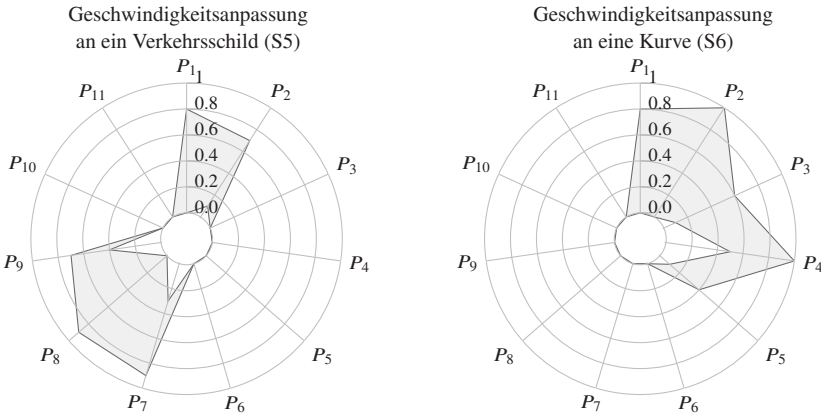 Geschwindigkeitsanpassung
an ein Verkehrsschild (S5)
P1
P2
P3
P4
P5
P6
P7
P8
P9
P10
P11
1
0.8
0.6
0.4
0.2
0.0
Geschwindigkeitsanpassung
an eine Kurve (S6)
P1
P2
P3
P4
P5
P6
P7
P8
P9
P10
P11
1
0.8
0.6
0.4
0.2
0.0